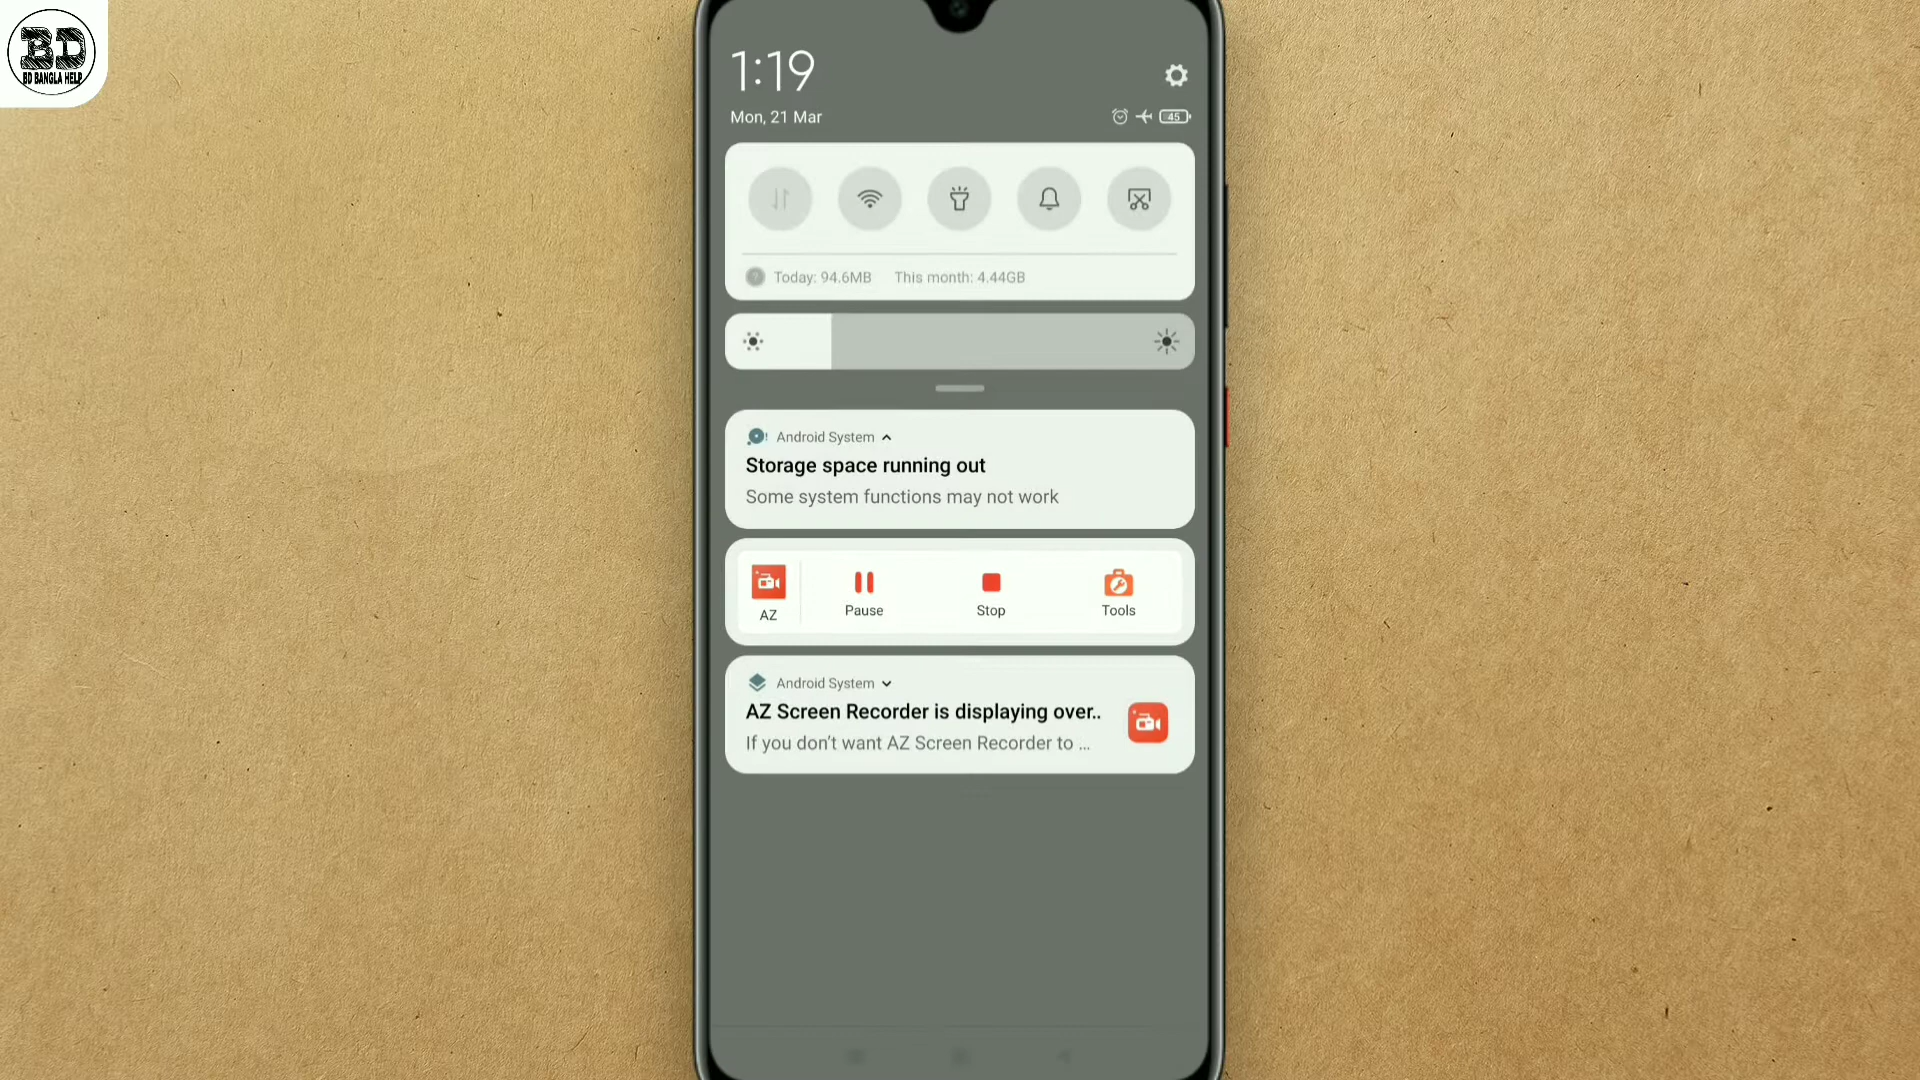 BD
BD BANGLA HELP
1:19
Mon, 21 Mar
45
Today: 94.6MB This month: 4.44GB
Android System
Storage space running out
Some system functions may not work
AZ
Pause
Stop
Tools
Android System
AZ Screen Recorder is displaying over..
If you don't want AZ Screen Recorder to ...